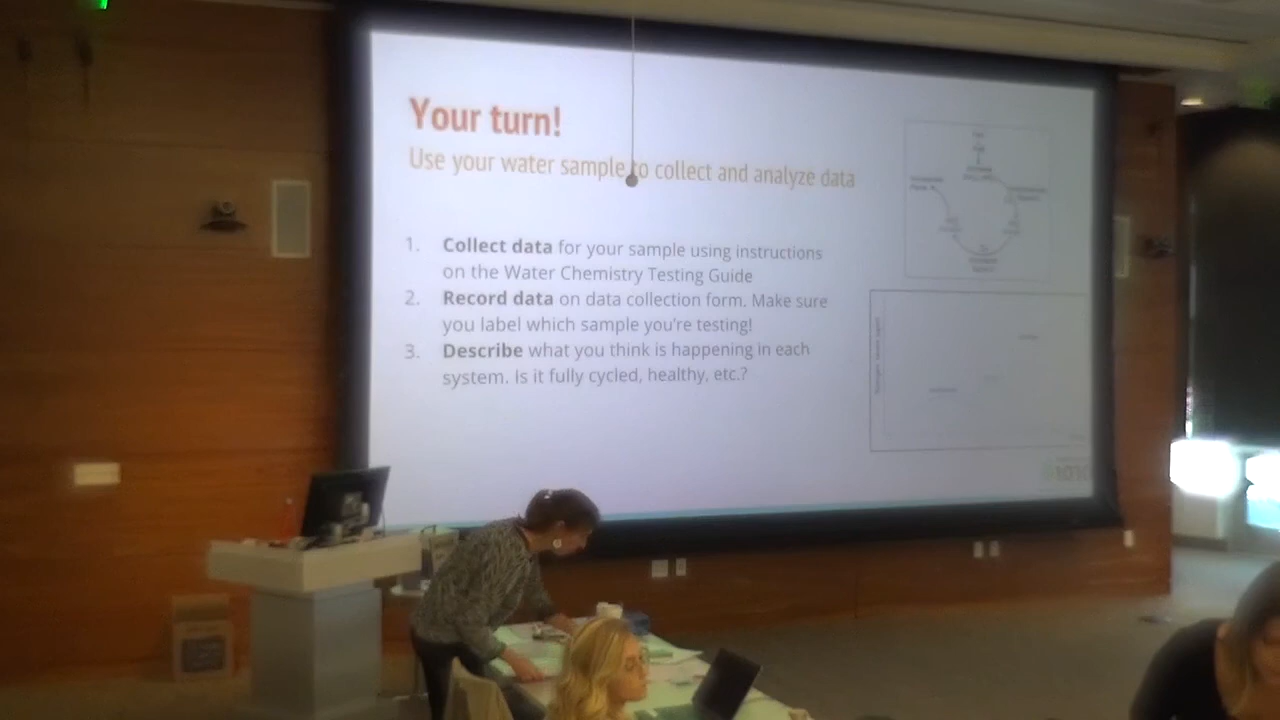 Your turn!
Use your water sample to collect and analyze data
1. Collect data for your sample using instructions
on the Water Chemistry Testing Guide
2. Record data on data collection form. Make sure
you label which sample you're testing!
3. Describe what you think is happening in each
system. Is it fully cycled, healthy, etc.?